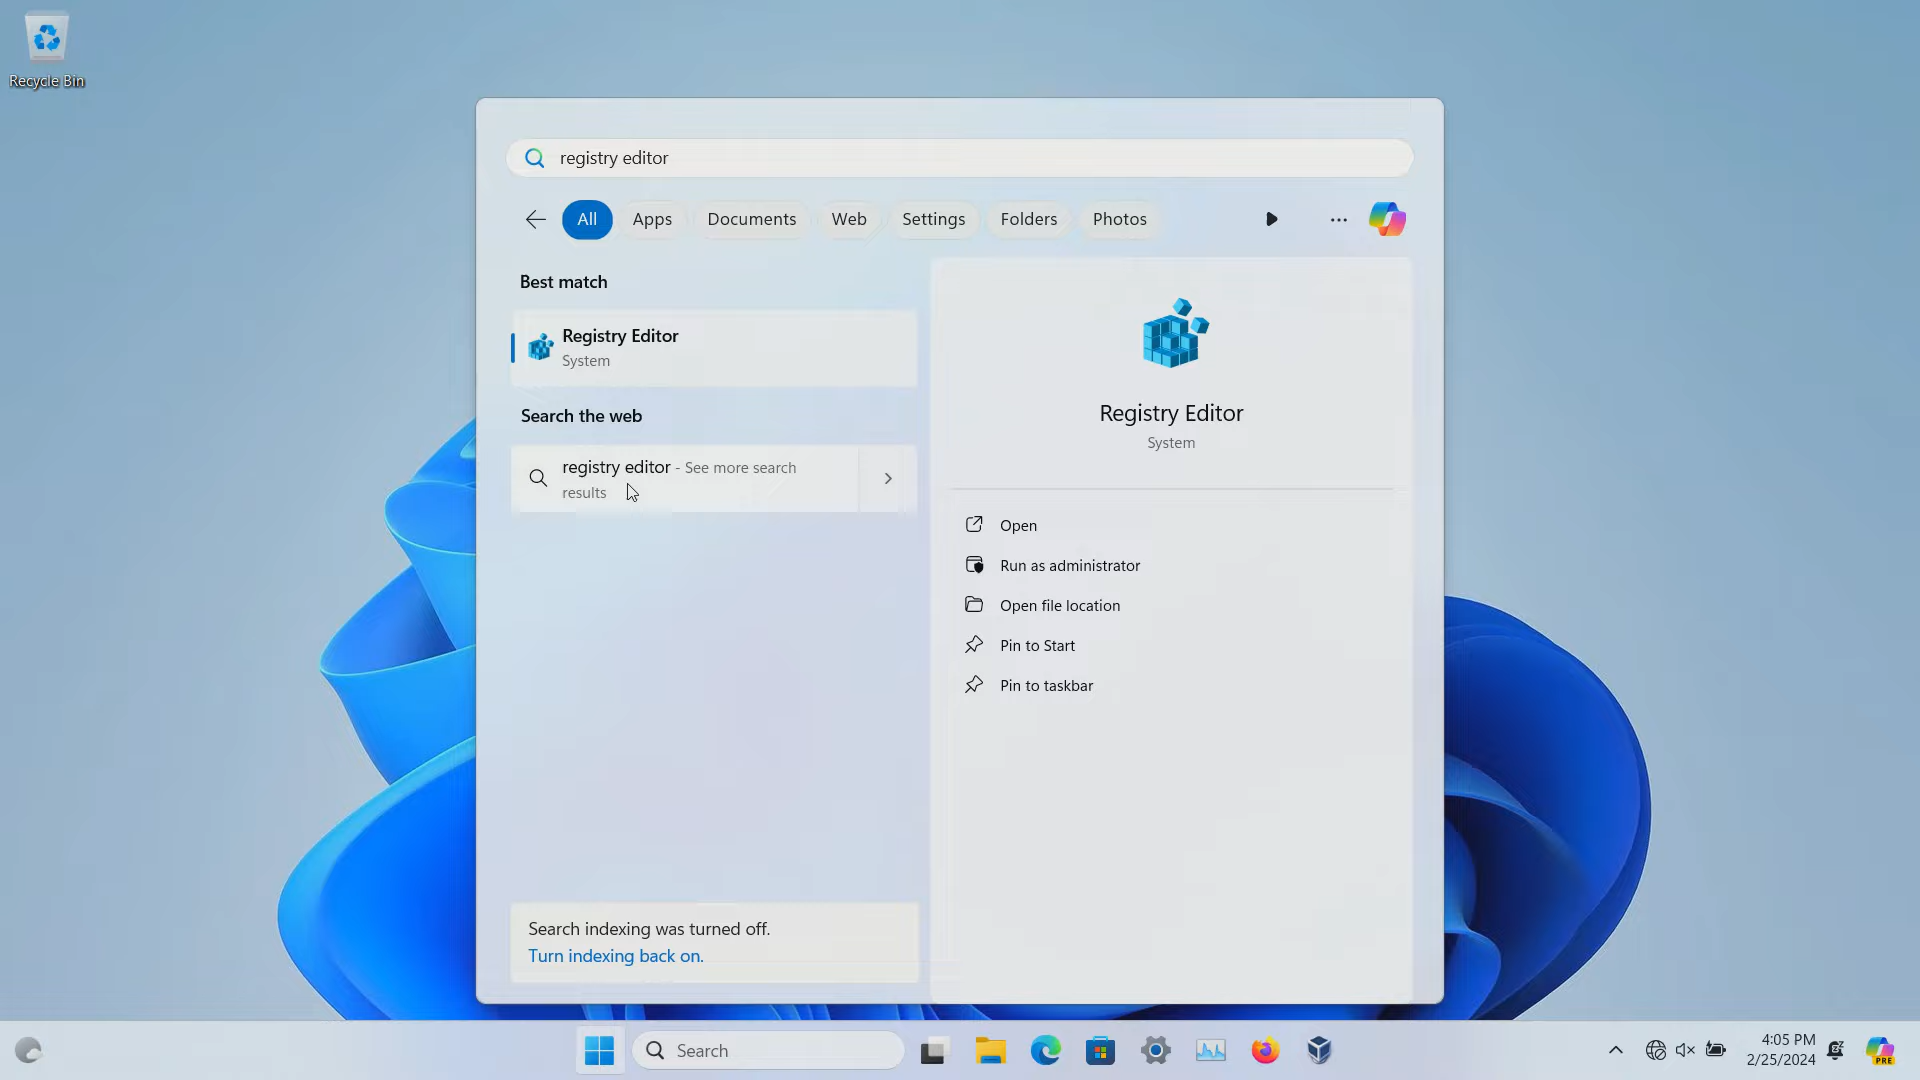 Recycle Bin
registry editor
All
Apps
Documents
Web
Settings
Folders
Photos
Best match
Registry Editor
System
Search the web
registry editor - See more search
results
Registry Editor
System
Open
Run as administrator
Open file location
Pin to Start
Pin to taskbar
Search indexing was turned off.
Turn indexing back on.
Search
4:05 PM
2/25/2024
PRE